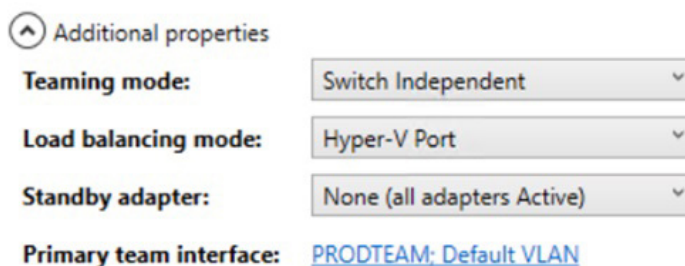 Additional properties
Teaming mode: Switch Independent
Load balancing mode: Hyper-V Port
Standby adapter: None (all adapters Active)
Primary team interface: PRODTEAM; Default VLAN